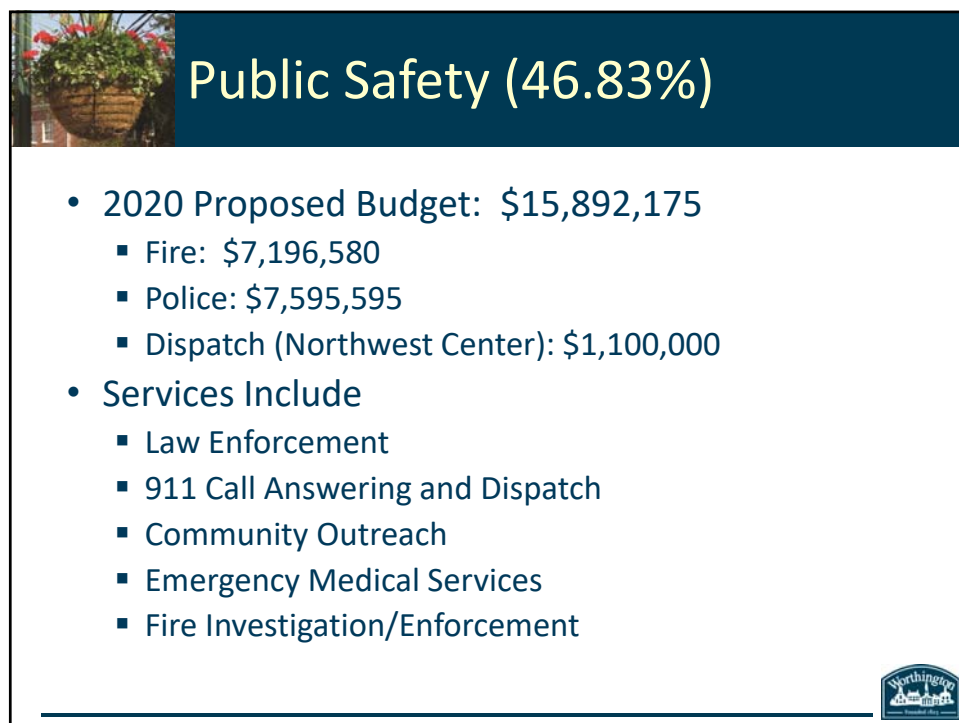 Public Safety (46.83%)
• 2020 Proposed Budget: $15,892,175
▪ Fire: $7,196,580
▪ Police: $7,595,595
▪ Dispatch (Northwest Center): $1,100,000
• Services Include
▪ Law Enforcement
▪ 911 Call Answering and Dispatch
▪ Community Outreach
▪ Emergency Medical Services
▪ Fire Investigation/Enforcement
Worthington
Founded 1803